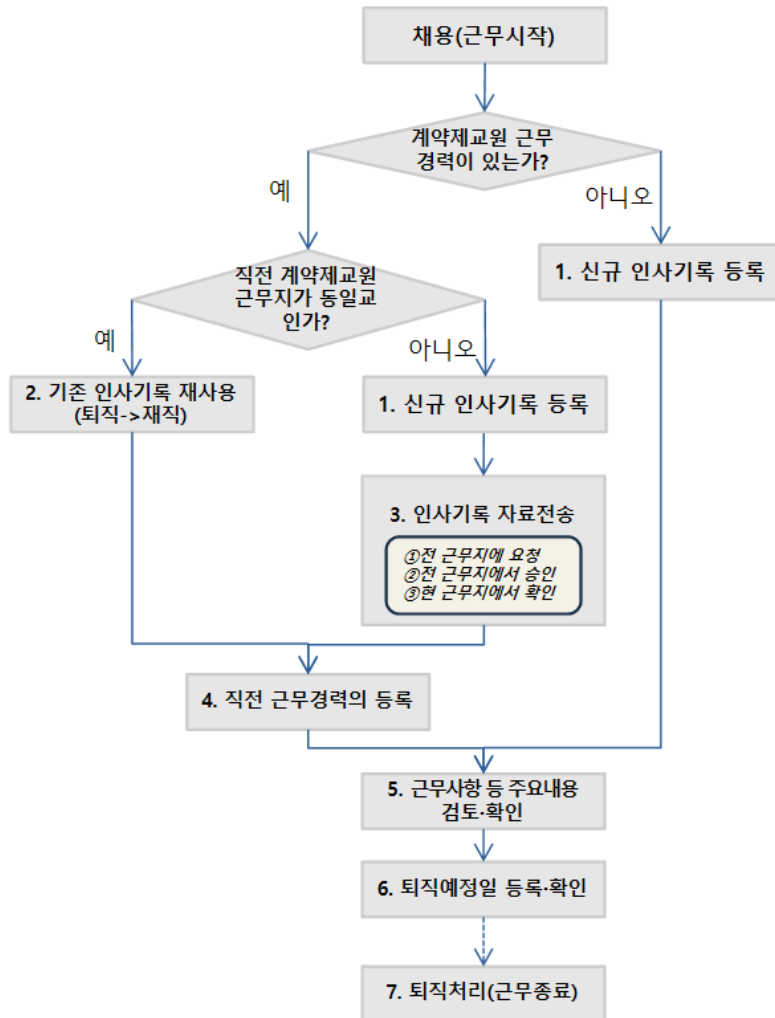 채용(근무시작)
계약제교원 근무
경력이 있는가?
예
아니오
직전 계약제교원
근무지가 동일교
인가?
1. 신규 인사기록 등록
예
아니오
2. 기존 인사기록 재사용
(퇴직->재직)
1. 신규 인사기록 등록
3. 인사기록 자료전송
①전 근무지에 요청
②전 근무지에서 승인
③현 근무지에서 확인
4. 직전 근무경력의 등록
5. 근무사항 등 주요내용
검토·확인
6. 퇴직예정일 등록·확인
7. 퇴직처리(근무종료)